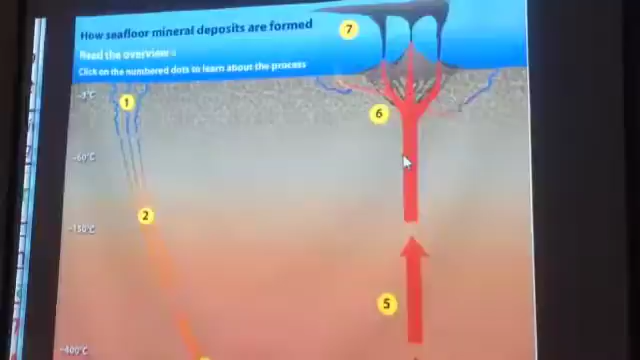 How seafloor mineral deposits are formed
Read the overview
Click on the numbered dots to learn about the process
7
~3°C
1
6
~60°C
2
~150°C
5
~400°C